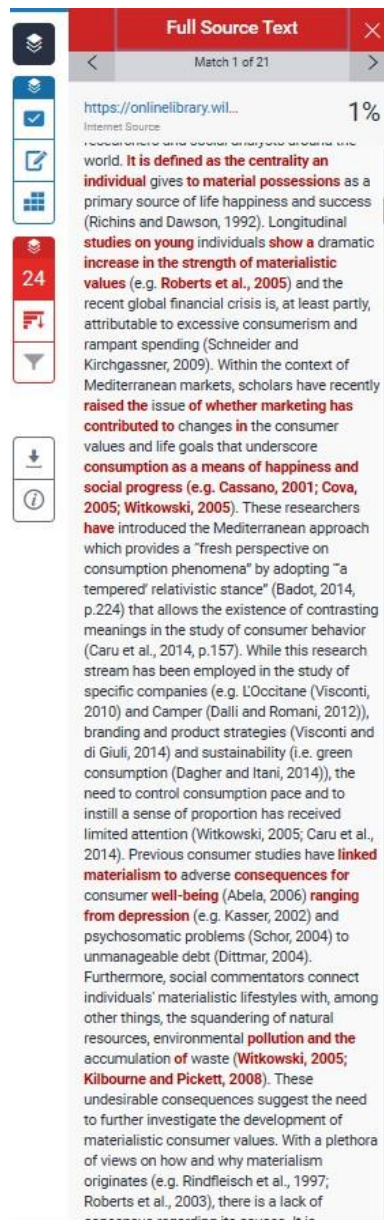 Full Source Text
Match 1 of 21
https://onlinelibrary.wil...
1%
Internet Source
researchers and social analysts around the
world. It is defined as the centrality an
individual gives to material possessions as a
primary source of life happiness and success
(Richins and Dawson, 1992). Longitudinal
studies on young individuals show a dramatic
increase in the strength of materialistic
values (e.g. Roberts et al., 2005) and the
recent global financial crisis is, at least partly,
attributable to excessive consumerism and
rampant spending (Schneider and
Kirchgassner, 2009). Within the context of
Mediterranean markets, scholars have recently
raised the issue of whether marketing has
contributed to changes in the consumer
values and life goals that underscore
consumption as a means of happiness and
social progress (e.g. Cassano, 2001; Cova,
2005; Witkowski, 2005). These researchers
have introduced the Mediterranean approach
which provides a "fresh perspective on
consumption phenomena" by adopting "'a
tempered' relativistic stance" (Badot, 2014,
p.224) that allows the existence of contrasting
meanings in the study of consumer behavior
(Caru et al., 2014, p.157). While this research
stream has been employed in the study of
specific companies (e.g. L'Occitane (Visconti,
2010) and Camper (Dalli and Romani, 2012)),
branding and product strategies (Visconti and
di Giuli, 2014) and sustainability (i.e. green
consumption (Dagher and Itani, 2014)), the
need to control consumption pace and to
instill a sense of proportion has received
limited attention (Witkowski, 2005; Caru et al.,
2014). Previous consumer studies have linked
materialism to adverse consequences for
consumer well-being (Abela, 2006) ranging
from depression (e.g. Kasser, 2002) and
psychosomatic problems (Schor, 2004) to
unmanageable debt (Dittmar, 2004).
Furthermore, social commentators connect
individuals' materialistic lifestyles with, among
other things, the squandering of natural
resources, environmental pollution and the
accumulation of waste (Witkowski, 2005;
Kilbourne and Pickett, 2008). These
undesirable consequences suggest the need
to further investigate the development of
materialistic consumer values. With a plethora
of views on how and why materialism
originates (e.g. Rindfleisch et al., 1997;
Roberts et al., 2003), there is a lack of
consensus regarding its causes. It is
24